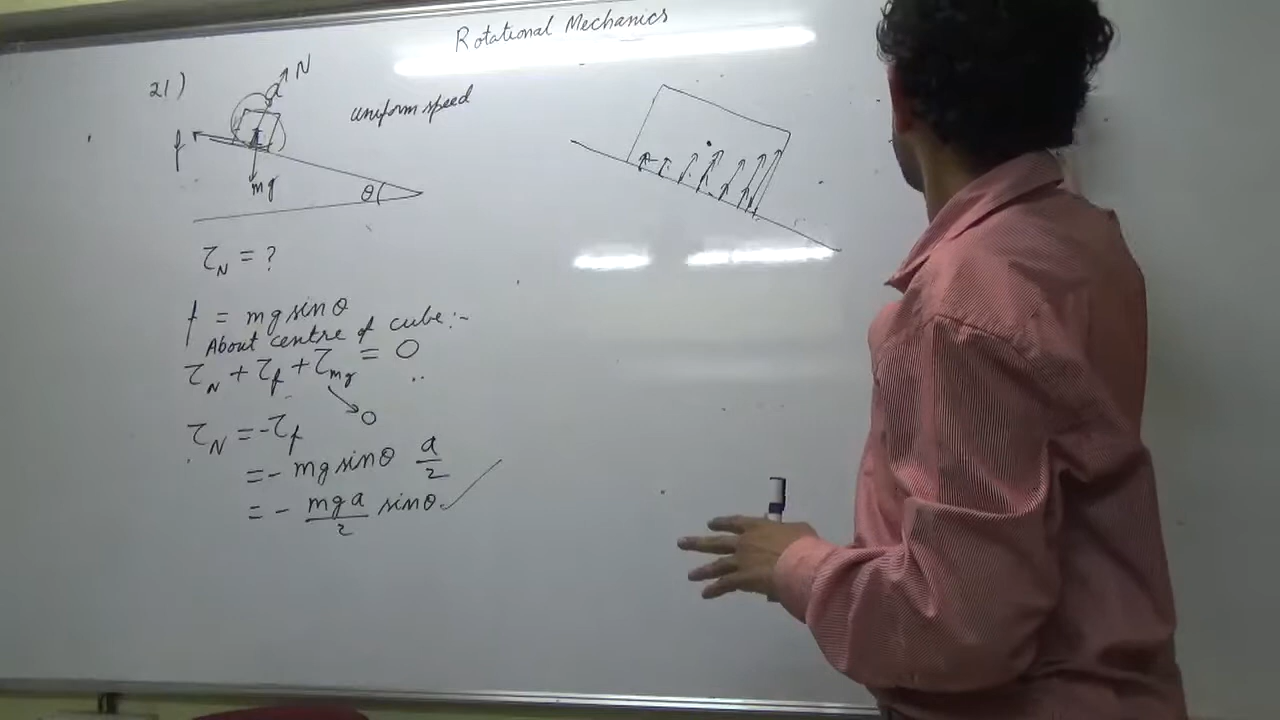 Rotational Mechanics
21)
N
a
uniform speed
f
mg
θ
τ_N = ?
f = mg sinθ
About centre of cube:-
τ_N + τ_f + τ_mg = 0
0
τ_N = -τ_f
= - mg sinθ a/2
= - mga/2 sinθ